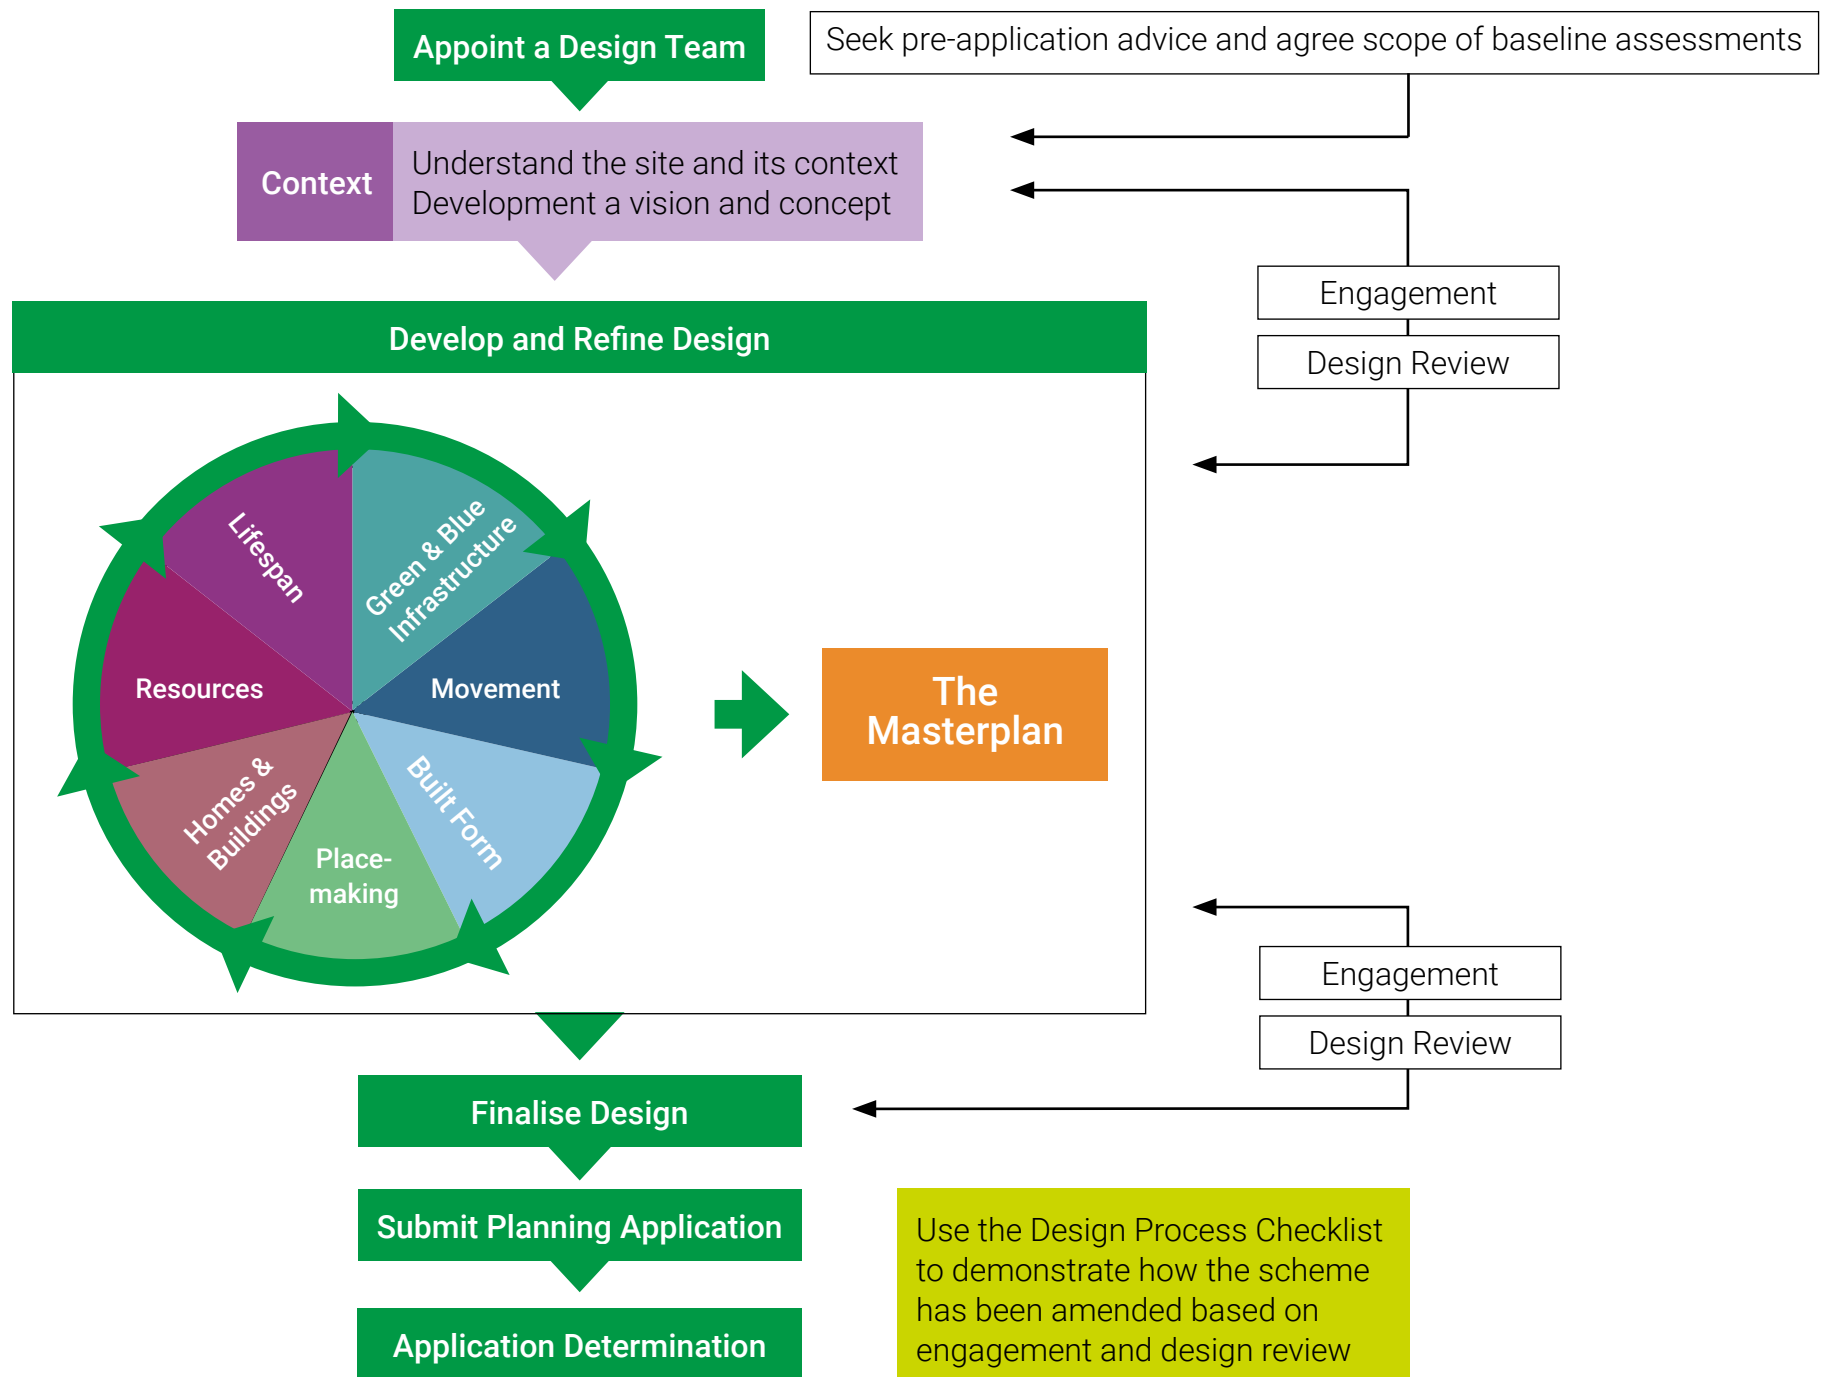 Appoint a Design Team
Seek pre-application advice and agree scope of baseline assessments
Context
Understand the site and its context
Development a vision and concept
Engagement
Design Review
Develop and Refine Design
Lifespan
Green & Blue
Infrastructure
Resources
Movement
Homes &
Buildings
Place-
making
Built Form
The
Masterplan
Engagement
Design Review
Finalise Design
Submit Planning Application
Application Determination
Use the Design Process Checklist
to demonstrate how the scheme
has been amended based on
engagement and design review